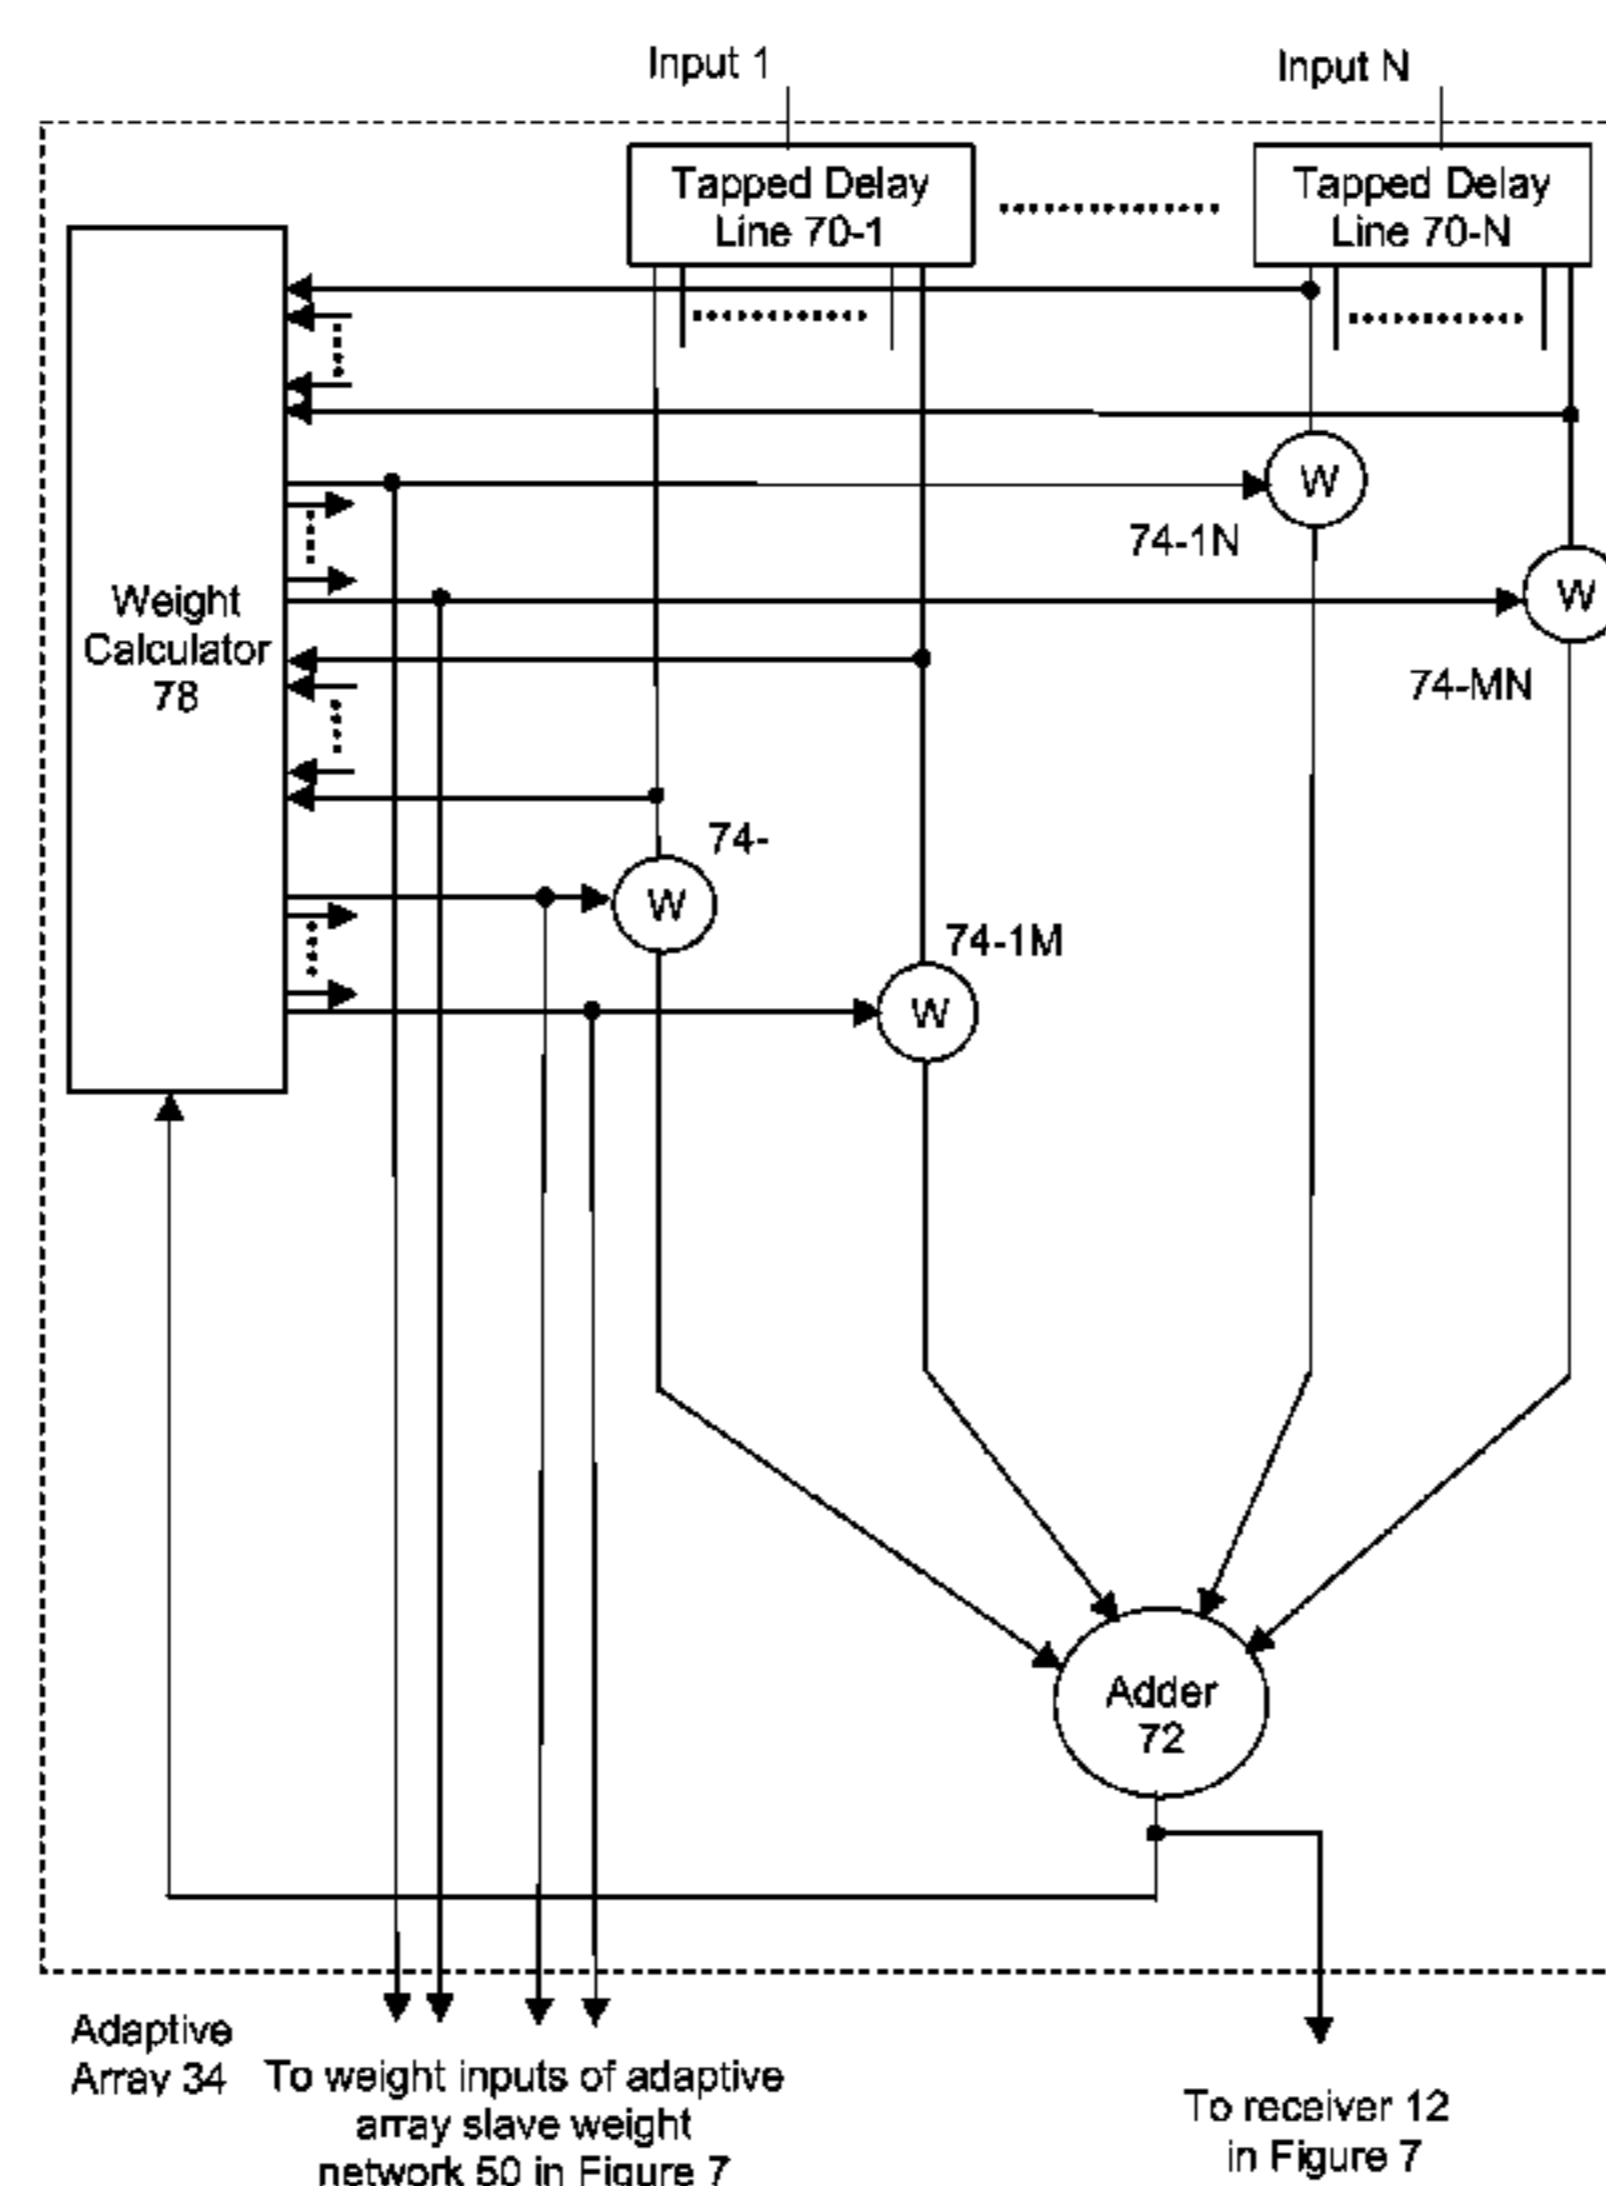 Input 1
Input N
Tapped Delay
Line 70-1
Tapped Delay
Line 70-N
W
74-1N
W
74-MN
Weight
Calculator
78
74-
W
74-1M
W
Adder
72
Adaptive
Array 34
To weight inputs of adaptive
array slave weight
network 50 in Figure 7
To receiver 12
in Figure 7